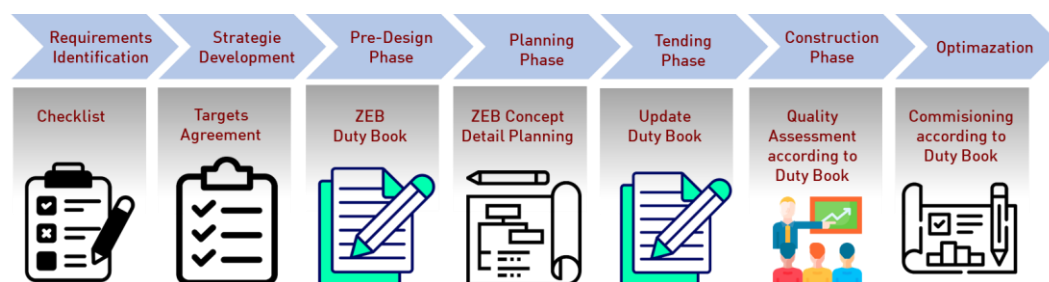 Requirements
Identification
Strategie
Development
Pre-Design
Phase
Planning
Phase
Tending
Phase
Construction
Phase
Optimazation
Checklist
Targets
Agreement
ZEB
Duty Book
ZEB Concept
Detail Planning
Update
Duty Book
Quality
Assessment
according to
Duty Book
Commisioning
according to
Duty Book